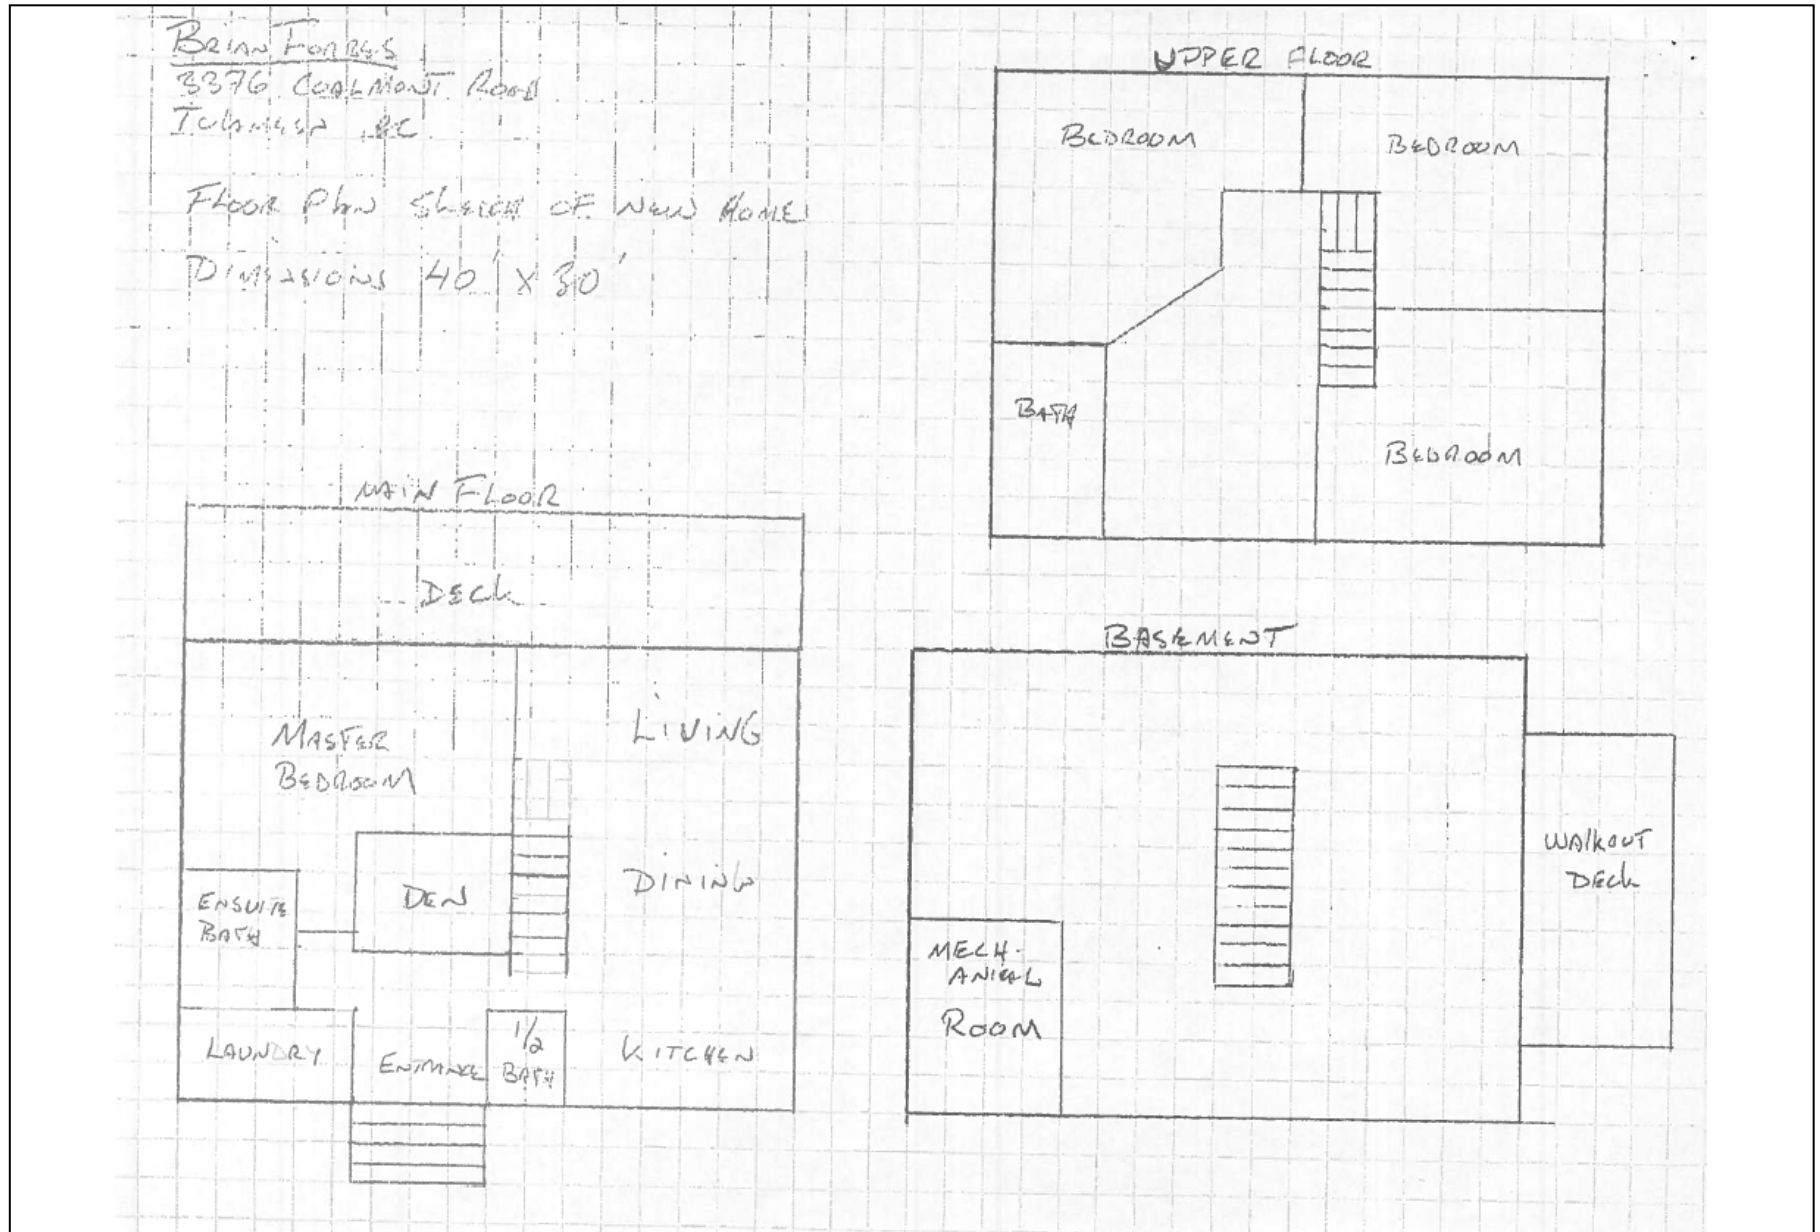 BRIAN FORBES
3376 COALMONT ROAD
TULAMEEN BC
FLOOR PLAN SKETCH OF NEW HOME
DIMENSIONS 40' X 30'
UPPER FLOOR
BEDROOM
BEDROOM
BATH
BEDROOM
MAIN FLOOR
DECK
MASTER
BEDROOM
LIVING
ENSUITE
BATH
DEN
DINING
LAUNDRY
ENTRANCE
1/2
BATH
KITCHEN
BASEMENT
WALKOUT
DECK
MECH-
ANICAL
ROOM